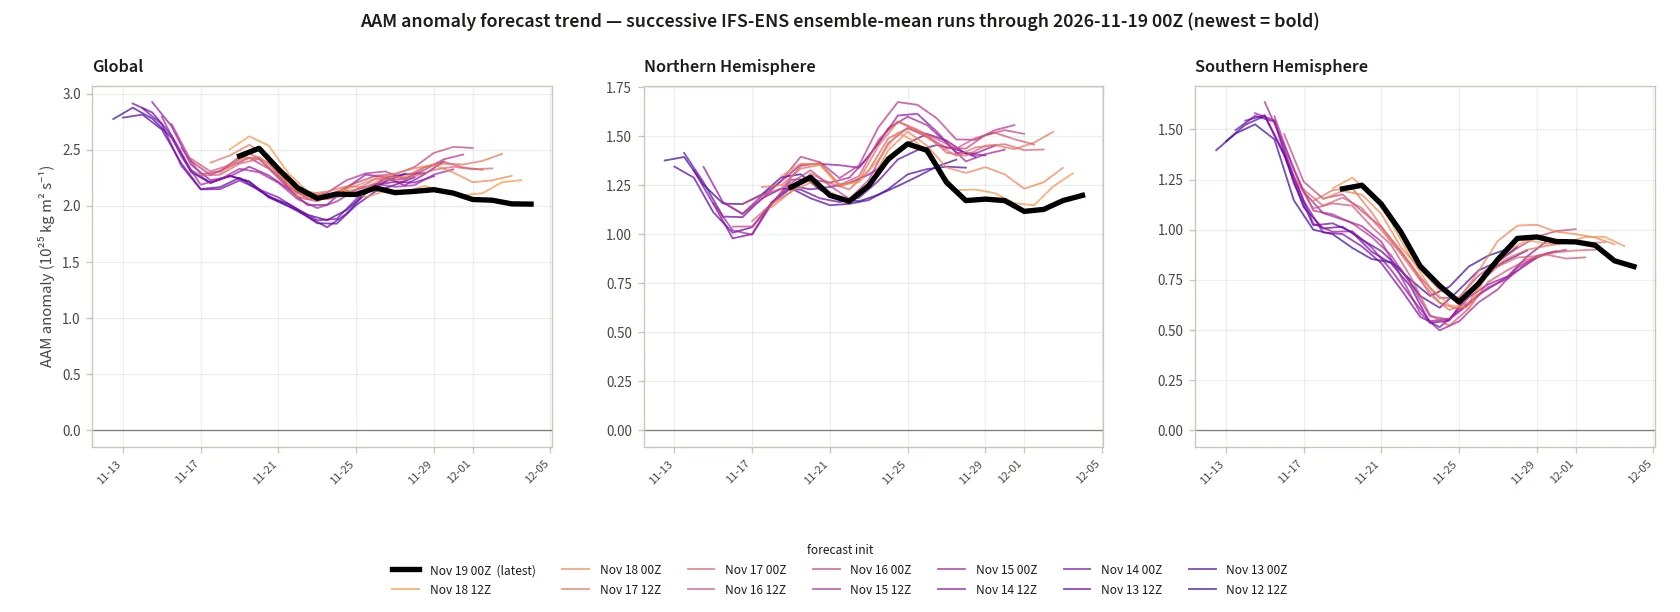 AAM anomaly forecast trend — successive IFS-ENS ensemble-mean runs through 2026-11-19 00Z (newest = bold)
Global
Northern Hemisphere
Southern Hemisphere
AAM anomaly (10²⁵ kg m² s⁻¹)
3.0
2.5
2.0
1.5
1.0
0.5
0.0
11-13
11-17
11-21
11-25
11-29
12-01
12-05
1.75
1.50
1.25
1.00
0.75
0.50
0.25
0.00
11-13
11-17
11-21
11-25
11-29
12-01
12-05
1.50
1.25
1.00
0.75
0.50
0.25
0.00
11-13
11-17
11-21
11-25
11-29
12-01
12-05
forecast init
Nov 19 00Z (latest)
Nov 18 00Z
Nov 17 00Z
Nov 16 00Z
Nov 15 00Z
Nov 14 00Z
Nov 13 00Z
Nov 18 12Z
Nov 17 12Z
Nov 16 12Z
Nov 15 12Z
Nov 14 12Z
Nov 13 12Z
Nov 12 12Z